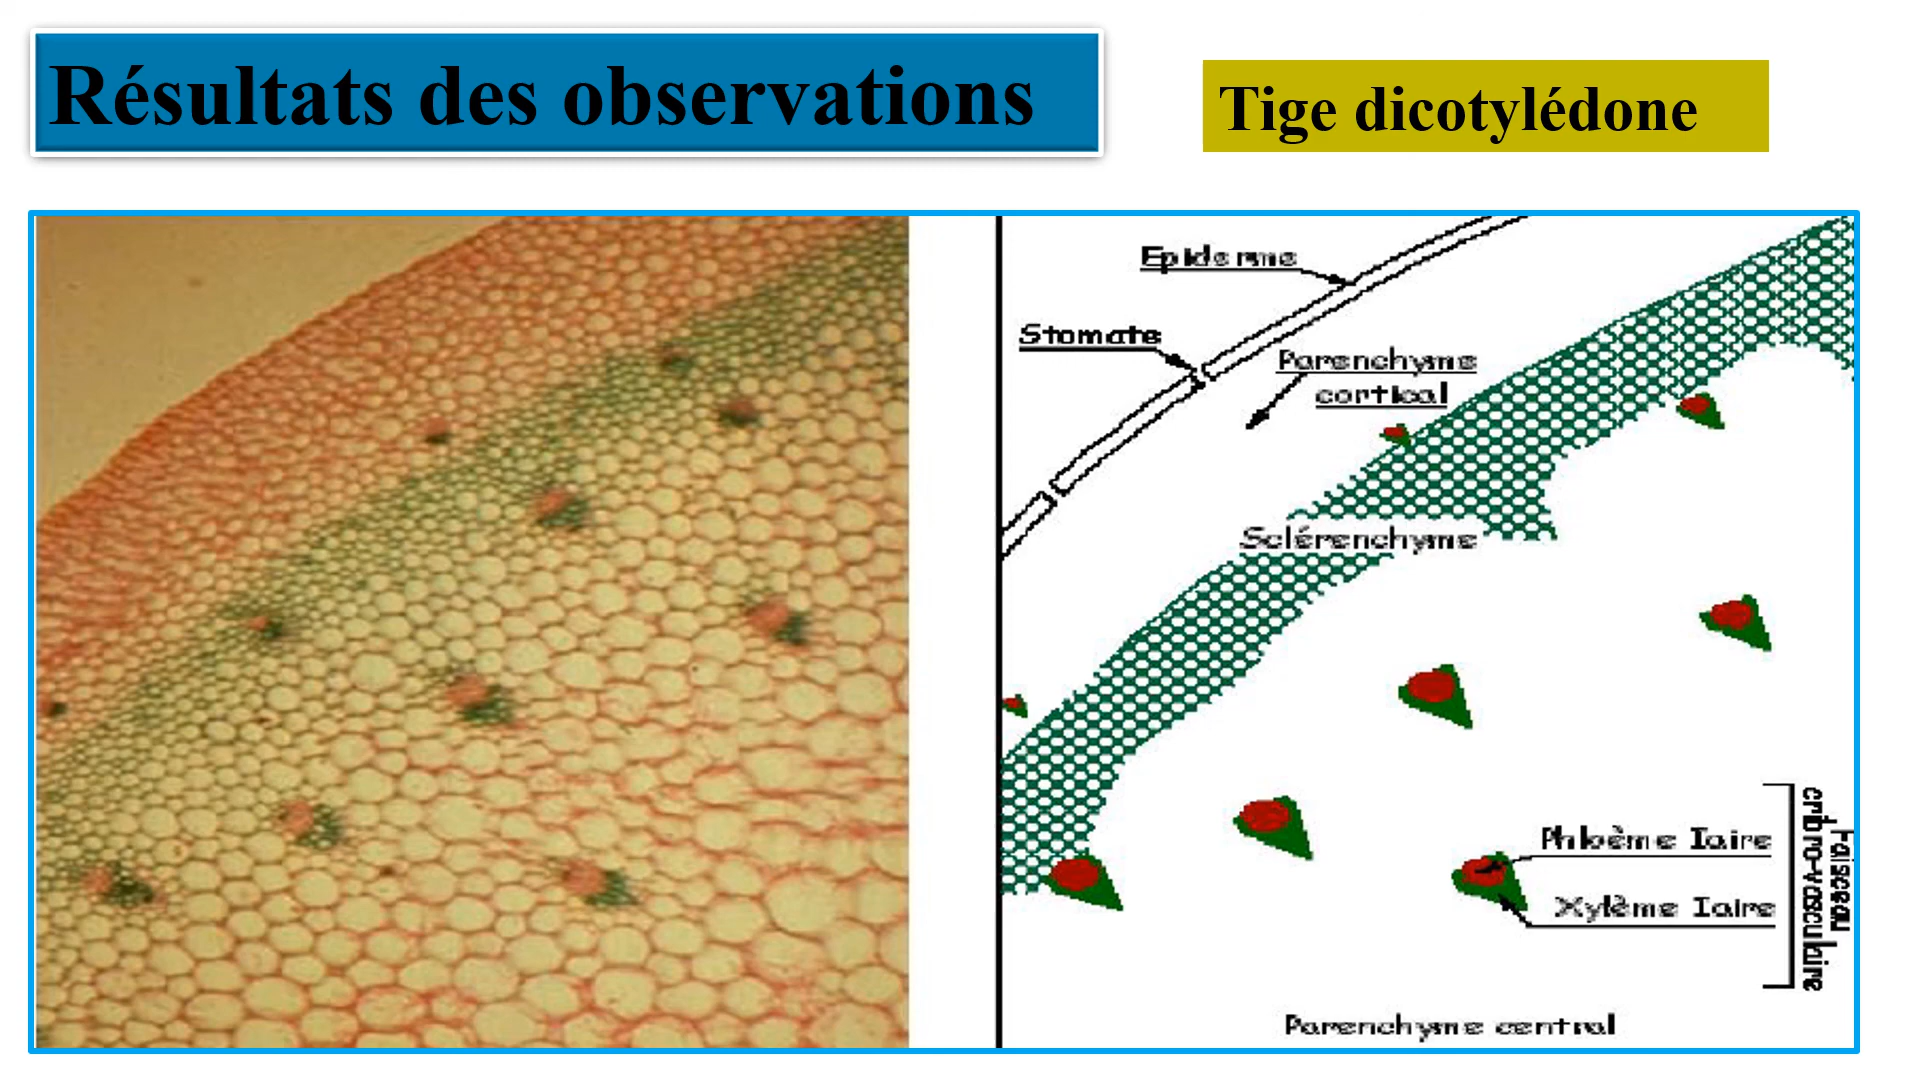 Résultats des observations
Tige dicotylédone
Epiderme
Stomate
Parenchyme
cortical
Sclérenchyme
Phloème Iaire
Xylème Iaire
Faisceau
cribro-vasculaire
Parenchyme central